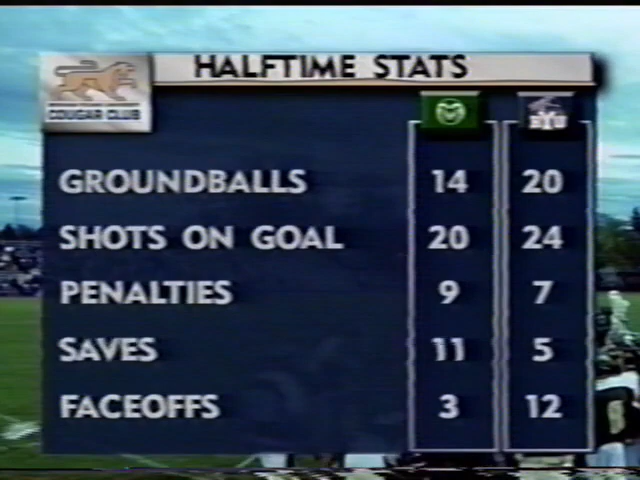 HALFTIME STATS
COUGAR CLUB
BYU
GROUNDBALLS 14 20
SHOTS ON GOAL 20 24
PENALTIES 9 7
SAVES 11 5
FACEOFFS 3 12